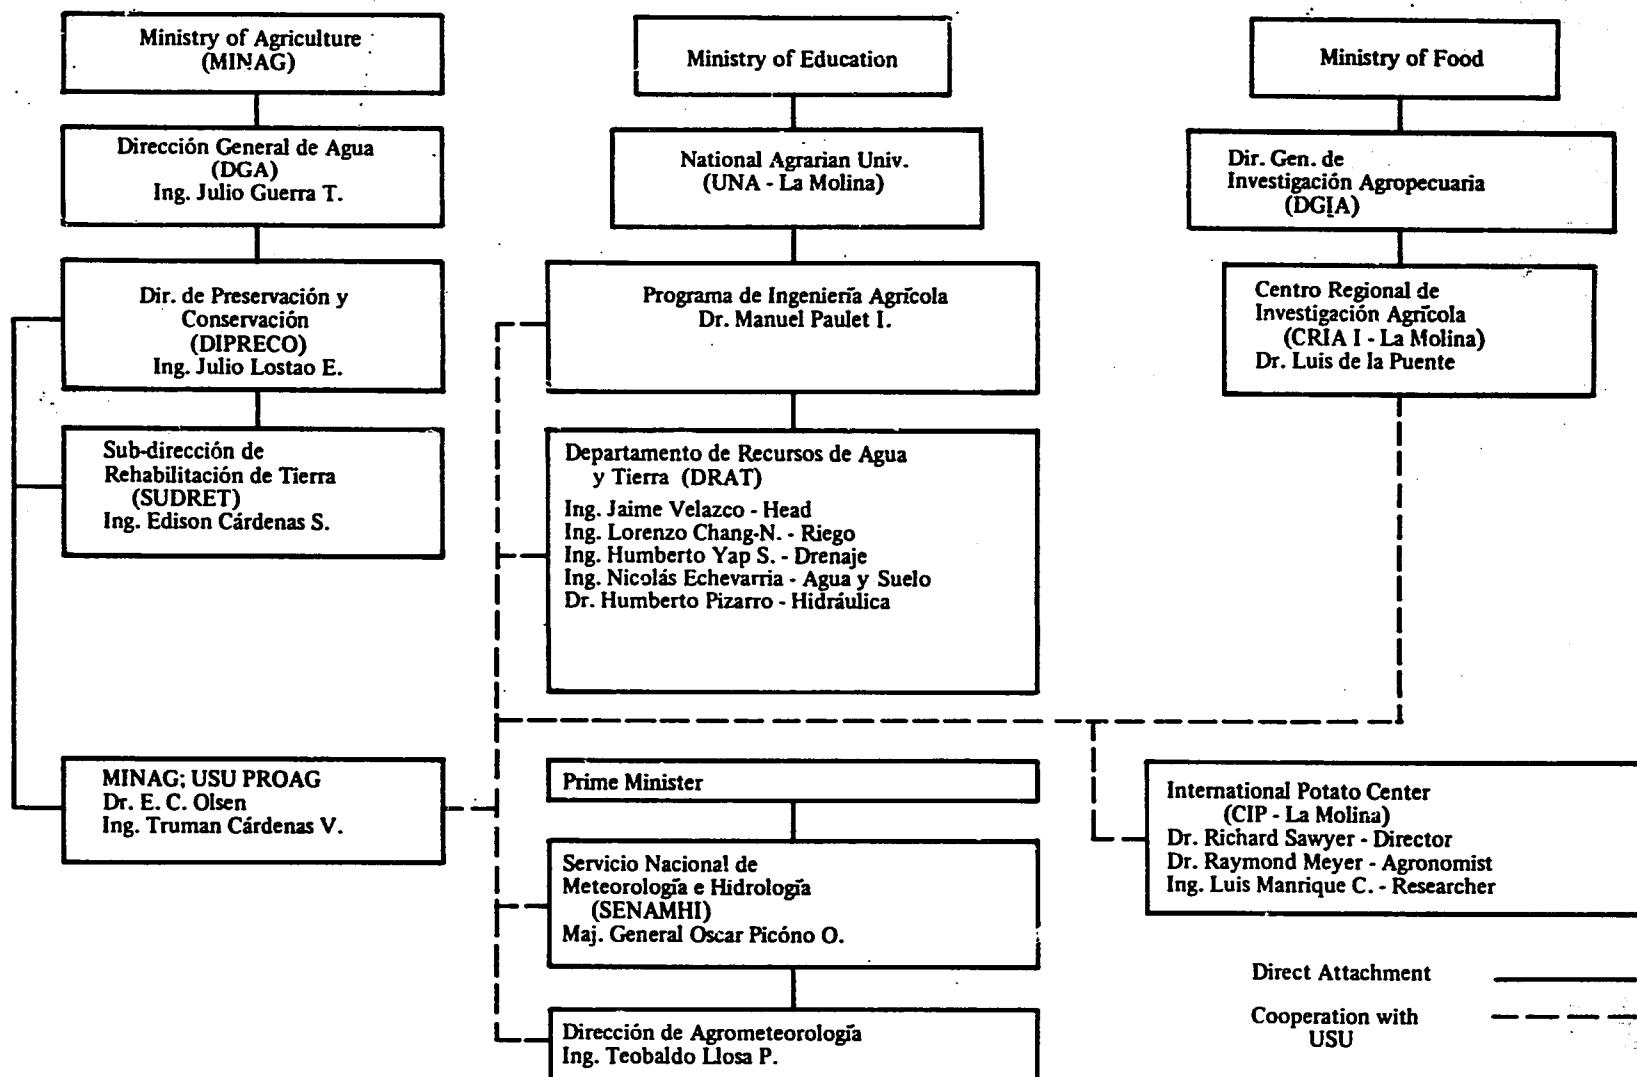 Ministry of Agriculture
(MINAG)
Dirección General de Agua
(DGA)
Ing. Julio Guerra T.
Dir. de Preservación y
Conservación
(DIPRECO)
Ing. Julio Lostao E.
Sub-dirección de
Rehabilitación de Tierra
(SUDRET)
Ing. Edison Cárdenas S.
MINAG; USU PROAG
Dr. E. C. Olsen
Ing. Truman Cárdenas V.
Ministry of Education
National Agrarian Univ.
(UNA - La Molina)
Programa de Ingeniería Agrícola
Dr. Manuel Paulet I.
Departamento de Recursos de Agua
y Tierra (DRAT)
Ing. Jaime Velazco - Head
Ing. Lorenzo Chang-N. - Riego
Ing. Humberto Yap S. - Drenaje
Ing. Nicolás Echevarria - Agua y Suelo
Dr. Humberto Pizarro - Hidráulica
Prime Minister
Servicio Nacional de
Meteorología e Hidrología
(SENAMHI)
Maj. General Oscar Picóno O.
Dirección de Agrometeorología
Ing. Teobaldo Llosa P.
Ministry of Food
Dir. Gen. de
Investigación Agropecuaria
(DGIA)
Centro Regional de
Investigación Agrícola
(CRIA I - La Molina)
Dr. Luis de la Puente
International Potato Center
(CIP - La Molina)
Dr. Richard Sawyer - Director
Dr. Raymond Meyer - Agronomist
Ing. Luis Manrique C. - Researcher
Direct Attachment
Cooperation with
USU